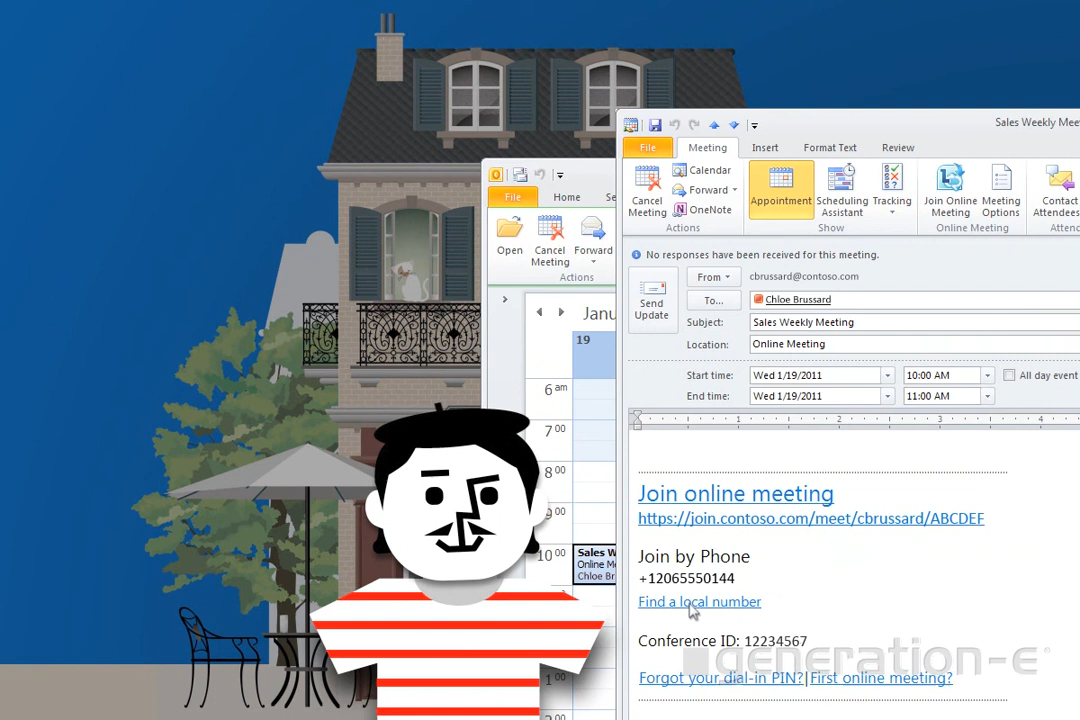 File
Home
Open
Cancel
Meeting
Forward
Actions
19
6 am
7 00
8 00
10 00
Online
Chloe Br
Sales Weekly
File
Meeting
Insert
Format Text
Review
Cancel
Meeting
Calendar
Forward
OneNote
Actions
Appointment
Scheduling
Assistant
Tracking
Show
Join Online
Meeting
Meeting
Options
Online Meeting
Contact
Attendees
No responses have been received for this meeting.
Send
Update
From
cbrussard@contoso.com
To...
Chloe Brussard
Subject:
Sales Weekly Meeting
Location:
Online Meeting
Start time:
Wed 1/19/2011
10:00 AM
All day event
End time:
Wed 1/19/2011
11:00 AM
1
2
3
4
Join online meeting
https://join.contoso.com/meet/cbrussard/ABCDEF
Join by Phone
+12065550144
Find a local number
Conference ID: 12234567
Forgot your dial-in PIN?|First online meeting?
generation-e